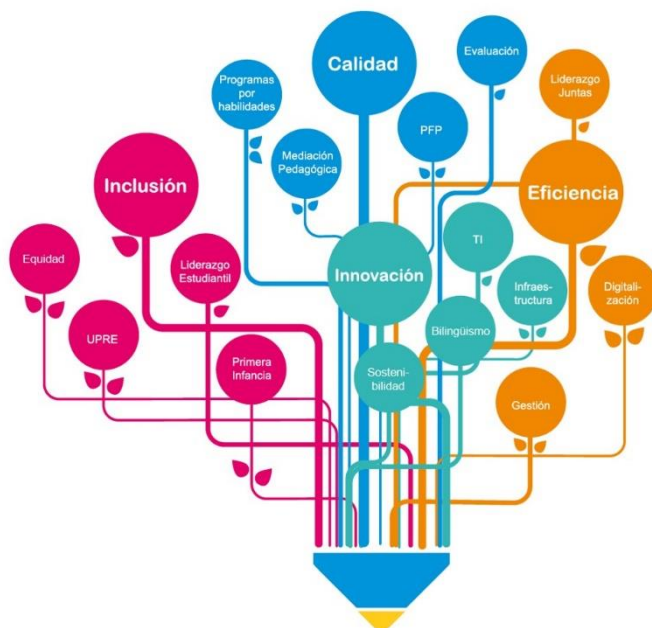 Calidad
Evaluación
Programas
por
habilidades
Liderazgo
Juntas
PFP
Mediación
Pedagógica
Inclusión
Eficiencia
TI
Equidad
Liderazgo
Estudiantil
Innovación
Infraes-
tructura
Digitali-
zación
UPRE
Bilingüismo
Primera
Infancia
Sosteni-
bilidad
Gestión